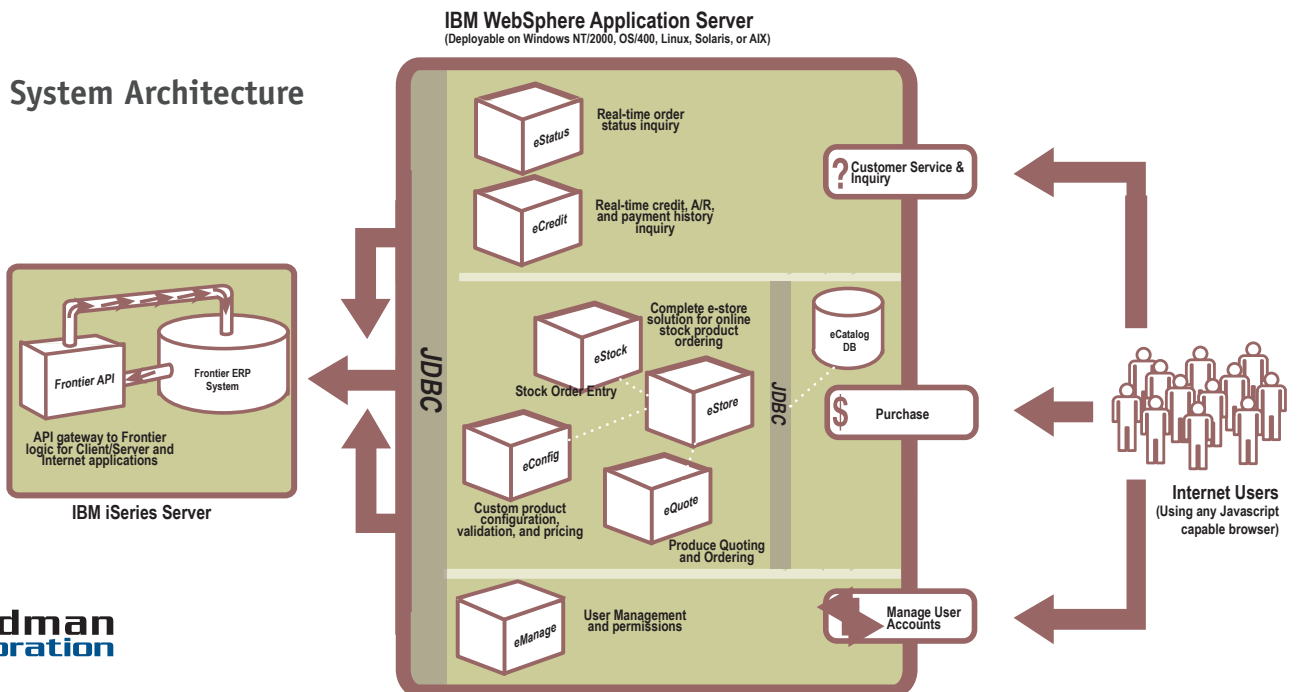 IBM WebSphere Application Server
(Deployable on Windows NT/2000, OS/400, Linux, Solaris, or AIX)
System Architecture
eStatus
Real-time order
status inquiry
eCredit
Real-time credit, A/R,
and payment history
inquiry
? Customer Service &
Inquiry
JDBC
Frontier API
Frontier ERP
System
API gateway to Frontier
logic for Client/Server and
Internet applications
IBM iSeries Server
eStock
Stock Order Entry
Complete e-store
solution for online
stock product
ordering
eStore
eConfig
Custom product
configuration,
validation, and pricing
eQuote
Produce Quoting
and Ordering
JDBC
eCatalog
DB
$ Purchase
Internet Users
(Using any Javascript
capable browser)
eManage
User Management
and permissions
Manage User
Accounts
dman
oration